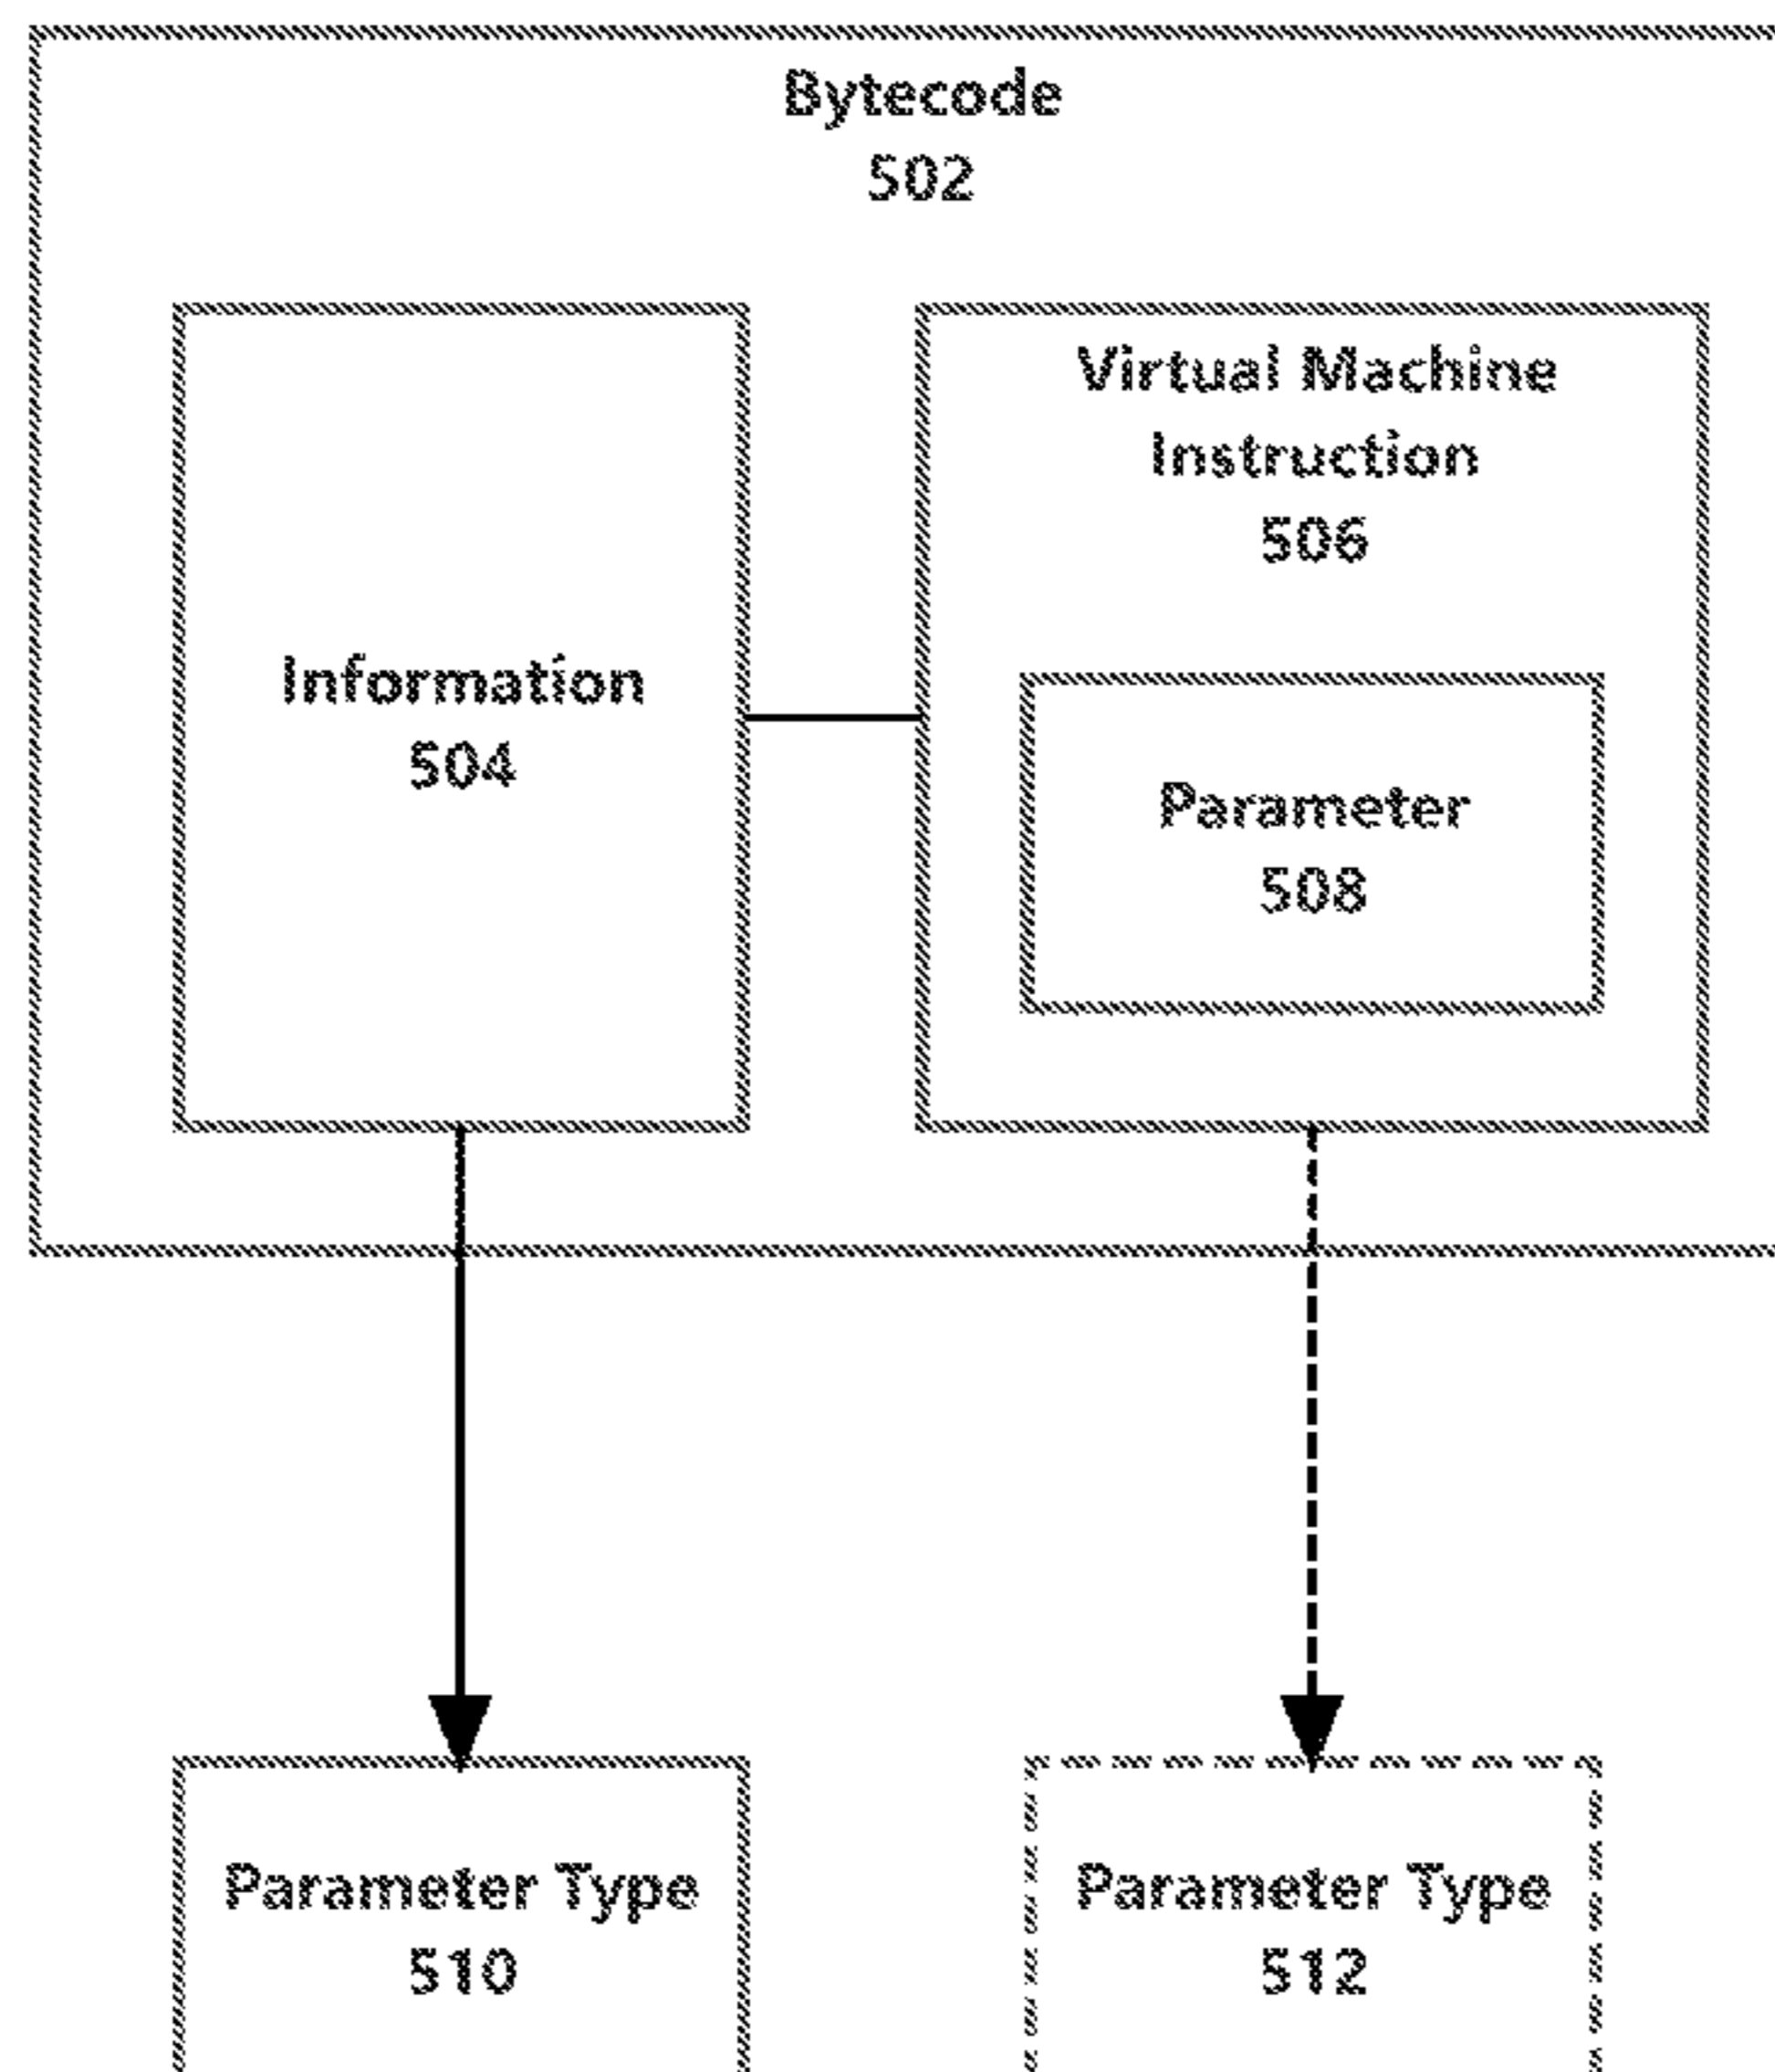 Bytecode
502
Information
504
Virtual Machine
Instruction
506
Parameter
508
Parameter Type
510
Parameter Type
512